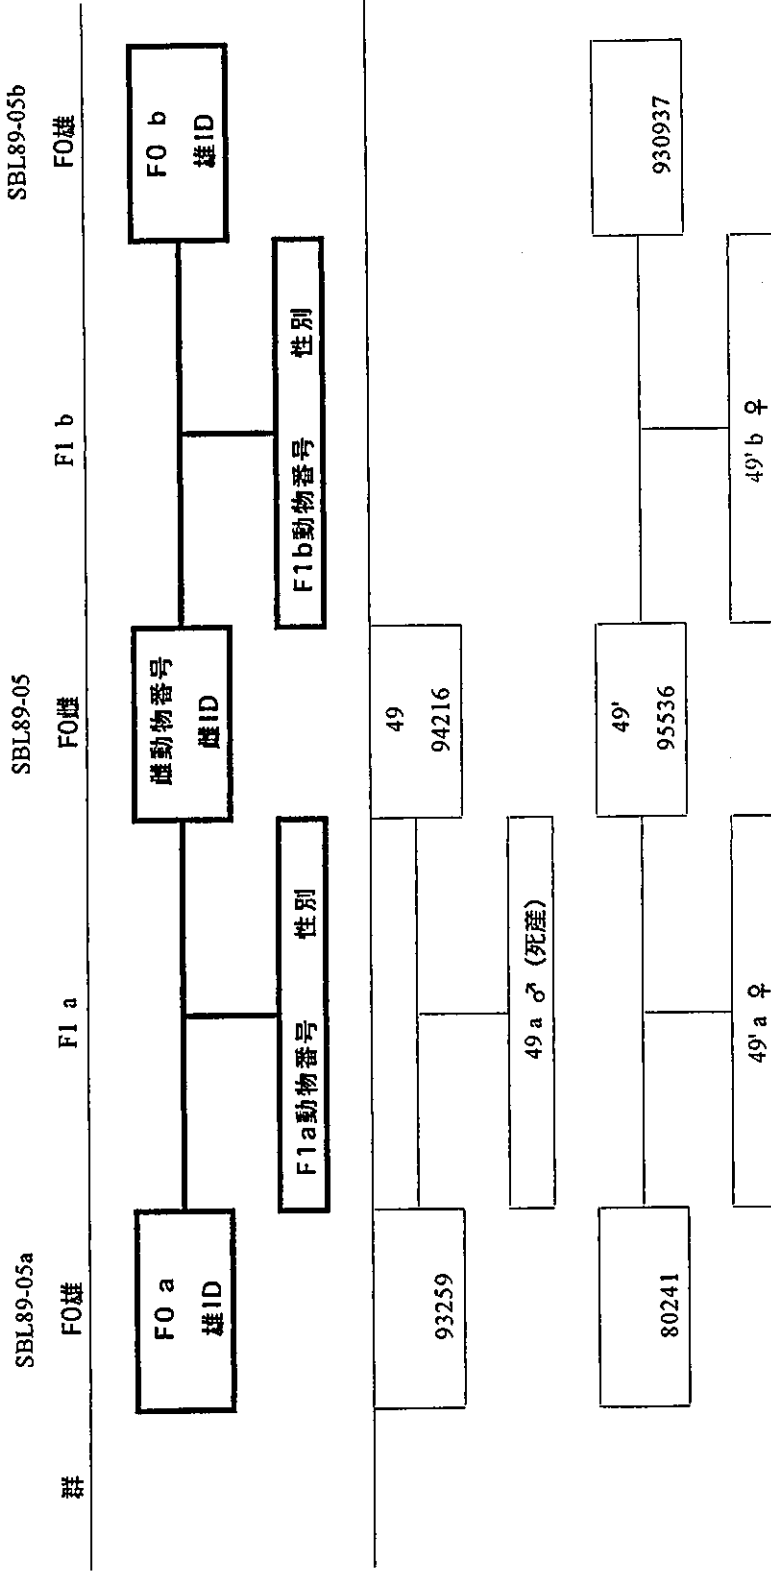 SBL89-05a SBL89-05 SBL89-05b
群 F0雄 F1 a F0雌 F1 b F0雄
F0 a
雄ID
雌動物番号
雌ID
F0 b
雄ID
F1a動物番号 性別
F1b動物番号 性別
93259
49
94216
49a ♂ (死産)
80241
49'
95536
930937
49' a ♀
49' b ♀